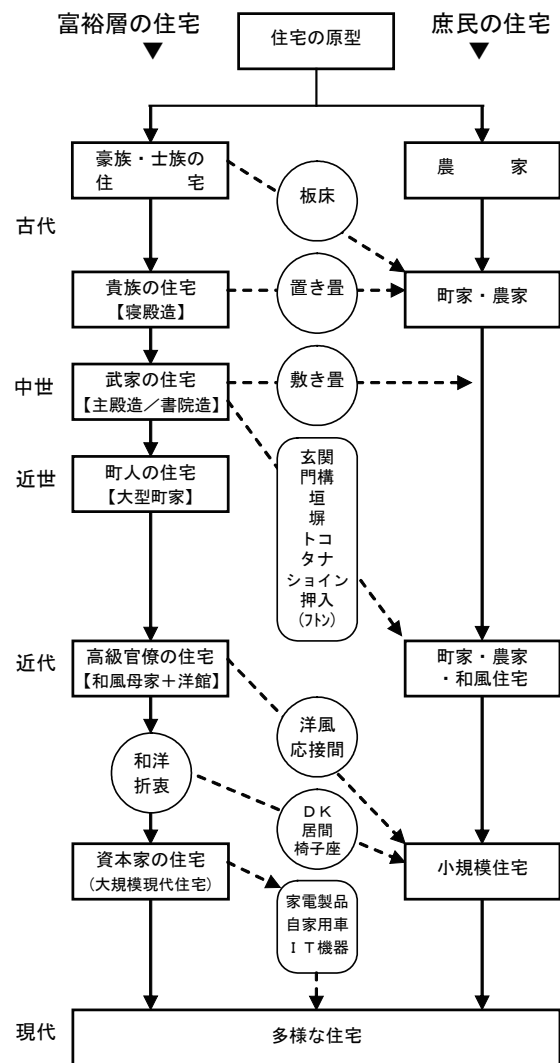 富裕層の住宅
住宅の原型
庶民の住宅
▼
▼
豪族・士族の
住　　　宅
農　　　家
板床
古代
貴族の住宅
【寝殿造】
置き畳
町家・農家
中世
武家の住宅
【主殿造／書院造】
敷き畳
近世
町人の住宅
【大型町家】
玄関
門構
垣
塀
トコ
タナ
ショイン
押入
(フトン)
近代
高級官僚の住宅
【和風母家＋洋館】
町家・農家
・和風住宅
洋風
応接間
和洋
折衷
ＤＫ
居間
椅子座
資本家の住宅
(大規模現代住宅)
小規模住宅
家電製品
自家用車
ＩＴ機器
現代
多様な住宅